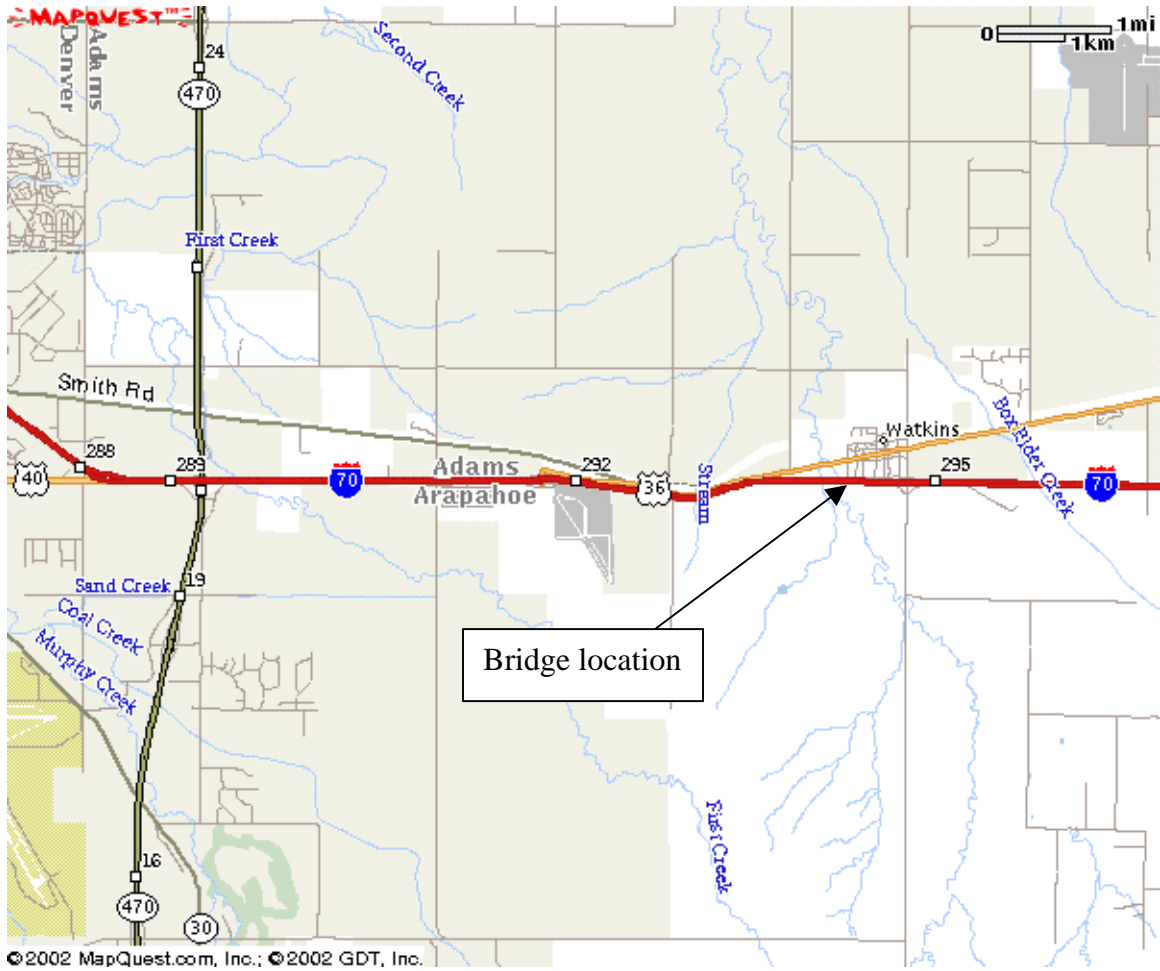 MAPQUEST™
Adams
Denver
24
470
Second Creek
0
1mi
1km
First Creek
Smith Rd
288
40
289
70
Adams
Arapahoe
292
36
Stream
Watkins
295
Box Rider Creek
70
Sand Creek
19
Coal Creek
Murphy Creek
Bridge location
First Creek
16
470
30
©2002 MapQuest.com, Inc.; ©2002 GDT, Inc.